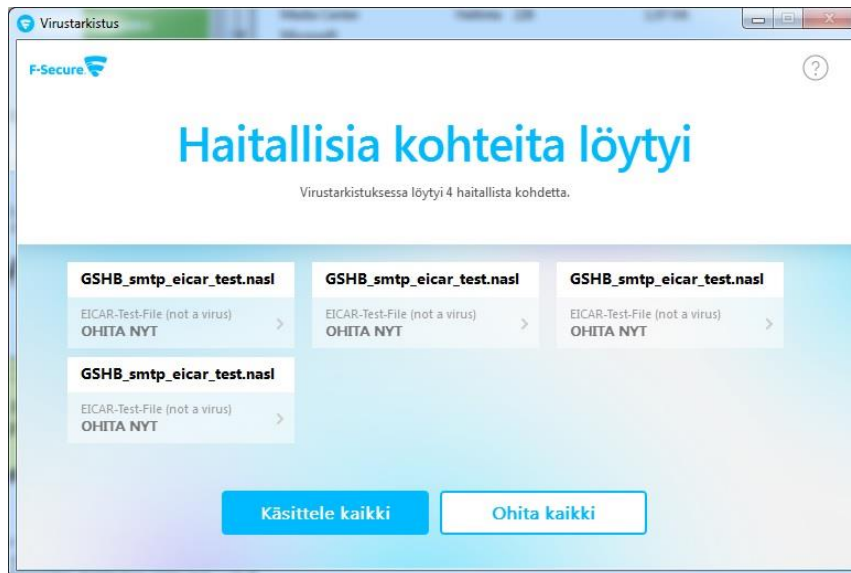 Virustarkistus
F-Secure
?
Haitallisia kohteita löytyi
Virustarkistuksessa löytyi 4 haitallista kohdetta.
GSHB_smtp_eicar_test.nasl
EICAR-Test-File (not a virus)
OHITA NYT
GSHB_smtp_eicar_test.nasl
EICAR-Test-File (not a virus)
OHITA NYT
GSHB_smtp_eicar_test.nasl
EICAR-Test-File (not a virus)
OHITA NYT
GSHB_smtp_eicar_test.nasl
EICAR-Test-File (not a virus)
OHITA NYT
Käsittele kaikki
Ohita kaikki